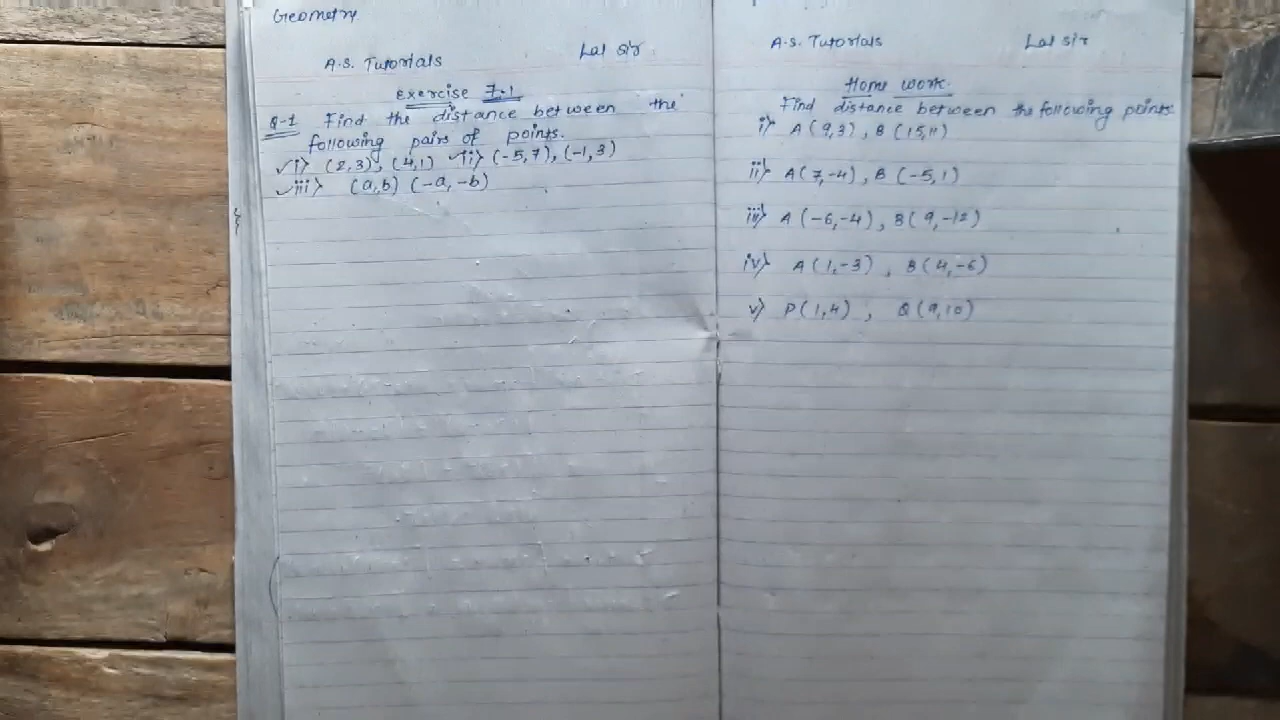 Geometry
A.S. Tutorials Lal sir
Exercise 7.1
Q-1 Find the distance between the
following pairs of points.
i) (2,3), (4,1) ii) (-5,7), (-1,3)
iii) (a,b) (-a, -b)
A.S. Tutorials Lal sir
Home work.
Find distance between the following points.
i) A (9,3), B (15,11)
ii) A (7,-4), B (-5,1)
iii) A (-6,-4), B (9,-12)
iv) A (1,-3), B (4,-6)
v) P (1,4), Q (9,10)